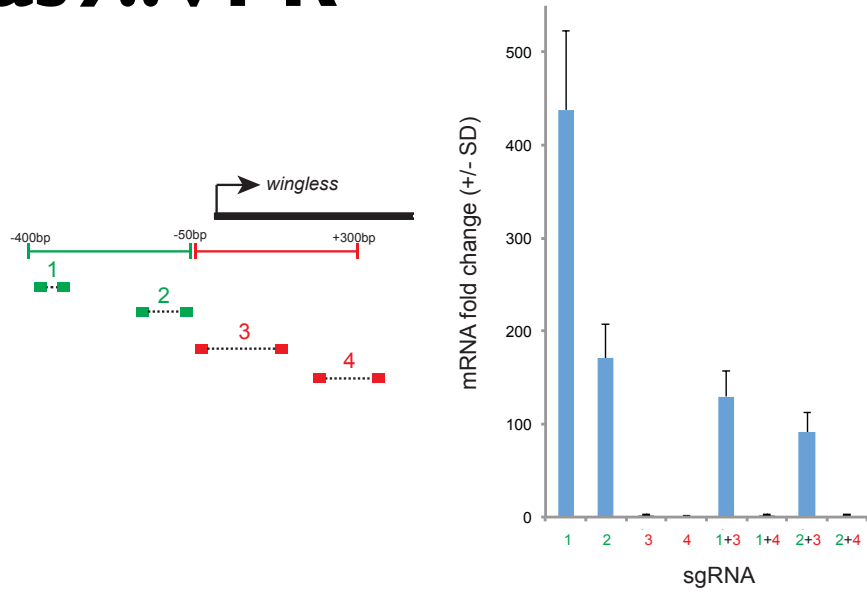 wingless
-400bp
-50bp
+300bp
1
2
3
4
mRNA fold change (+/- SD)
500
400
300
200
100
0
1 2 3 4 1+3 1+4 2+3 2+4
sgRNA